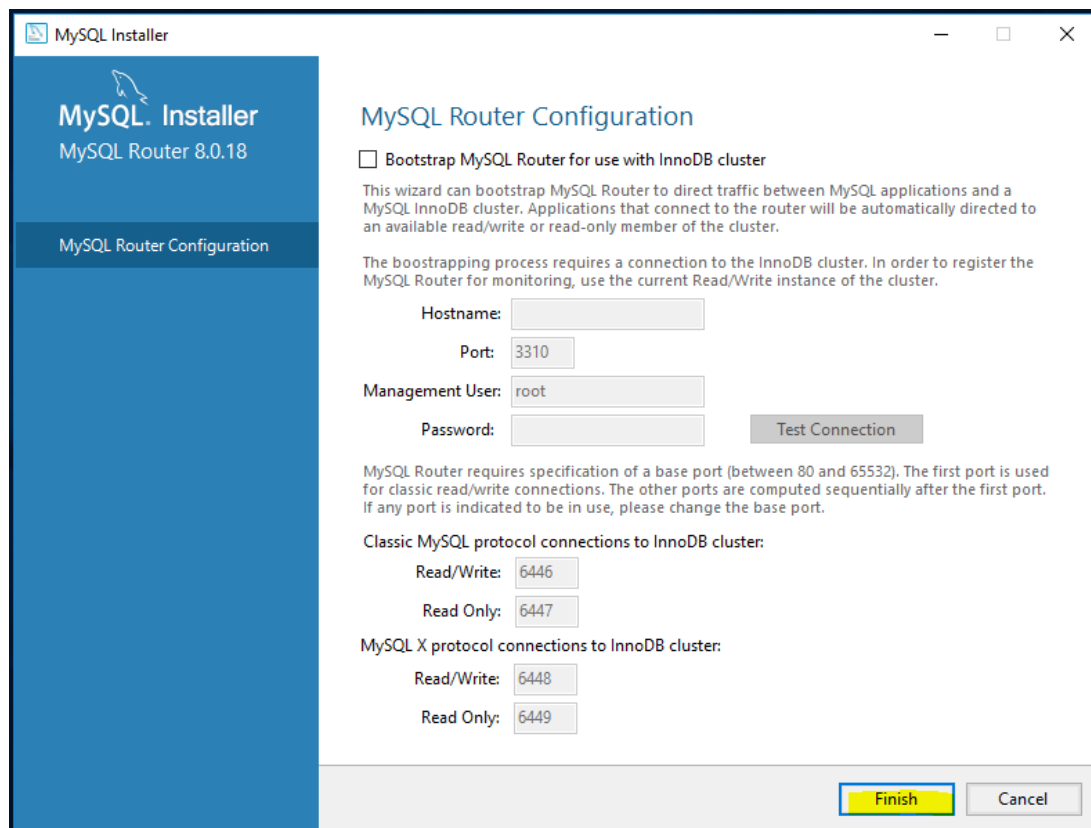 MySQL Installer
MySQL. Installer
MySQL Router 8.0.18
MySQL Router Configuration
MySQL Router Configuration
Bootstrap MySQL Router for use with InnoDB cluster
This wizard can bootstrap MySQL Router to direct traffic between MySQL applications and a
MySQL InnoDB cluster. Applications that connect to the router will be automatically directed to
an available read/write or read-only member of the cluster.
The boostrapping process requires a connection to the InnoDB cluster. In order to register the
MySQL Router for monitoring, use the current Read/Write instance of the cluster.
Hostname:
Port: 3310
Management User: root
Password: Test Connection
MySQL Router requires specification of a base port (between 80 and 65532). The first port is used
for classic read/write connections. The other ports are computed sequentially after the first port.
If any port is indicated to be in use, please change the base port.
Classic MySQL protocol connections to InnoDB cluster:
Read/Write: 6446
Read Only: 6447
MySQL X protocol connections to InnoDB cluster:
Read/Write: 6448
Read Only: 6449
Finish Cancel